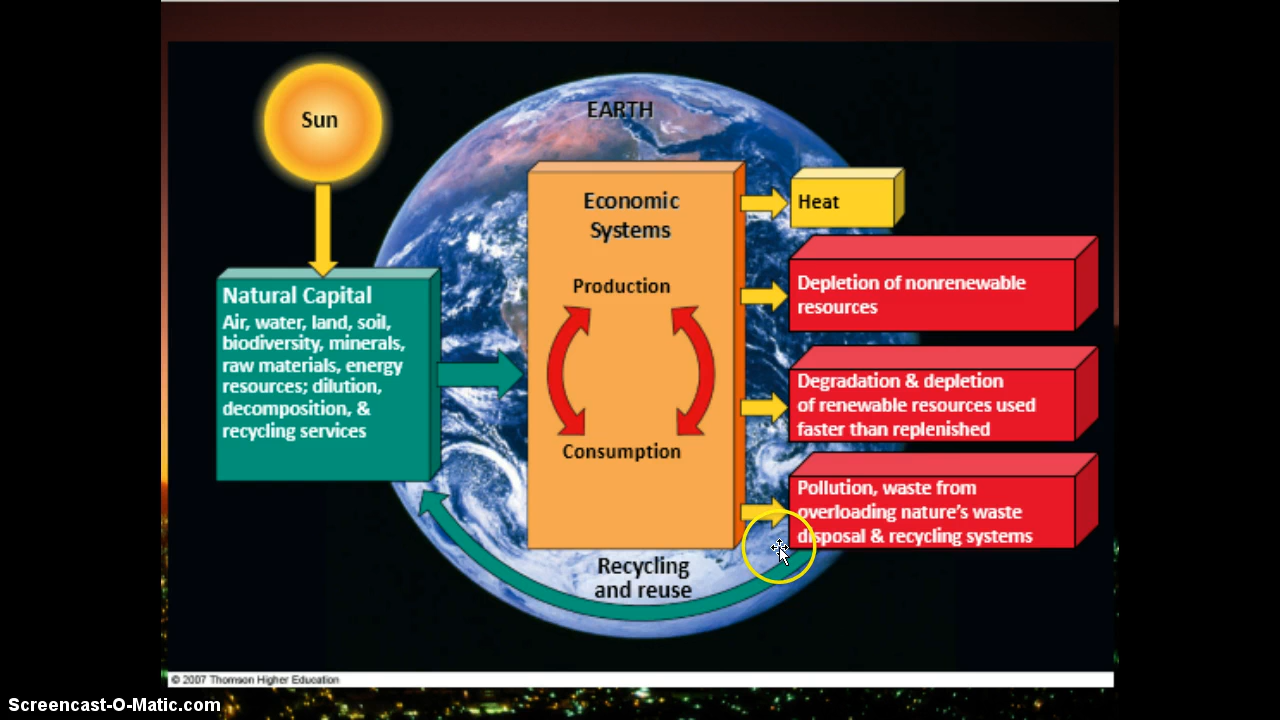 Sun
EARTH
Economic
Systems
Production
Consumption
Natural Capital
Air, water, land, soil,
biodiversity, minerals,
raw materials, energy
resources; dilution,
decomposition, &
recycling services
Heat
Depletion of nonrenewable
resources
Degradation & depletion
of renewable resources used
faster than replenished
Pollution, waste from
overloading nature's waste
disposal & recycling systems
Recycling
and reuse
© 2007 Thomson Higher Education
Screencast-O-Matic.com